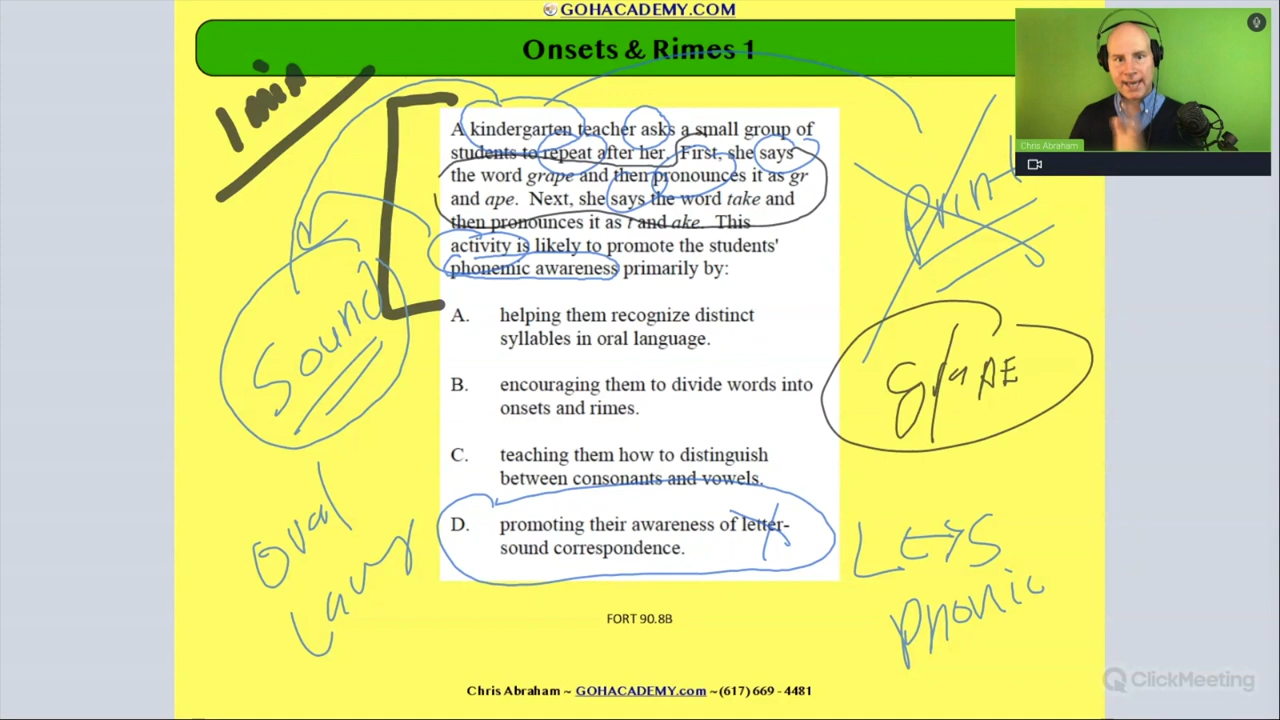 GOHACADEMY.COM
Onsets & Rimes 1
Chris Abraham
1 min
A kindergarten teacher asks a small group of
students to repeat after her. First, she says
the word grape and then pronounces it as gr
and ape. Next, she says the word take and
then pronounces it as t and ake. This
activity is likely to promote the students'
phonemic awareness primarily by:
A. helping them recognize distinct
syllables in oral language.
B. encouraging them to divide words into
onsets and rimes.
C. teaching them how to distinguish
between consonants and vowels.
D. promoting their awareness of letter-
sound correspondence.
Sound
Oral
Lang
Print
grAPE
L↔S
Phonic
FORT 90.8B
Chris Abraham ~ GOHACADEMY.com ~(617) 669 - 4481
ClickMeeting